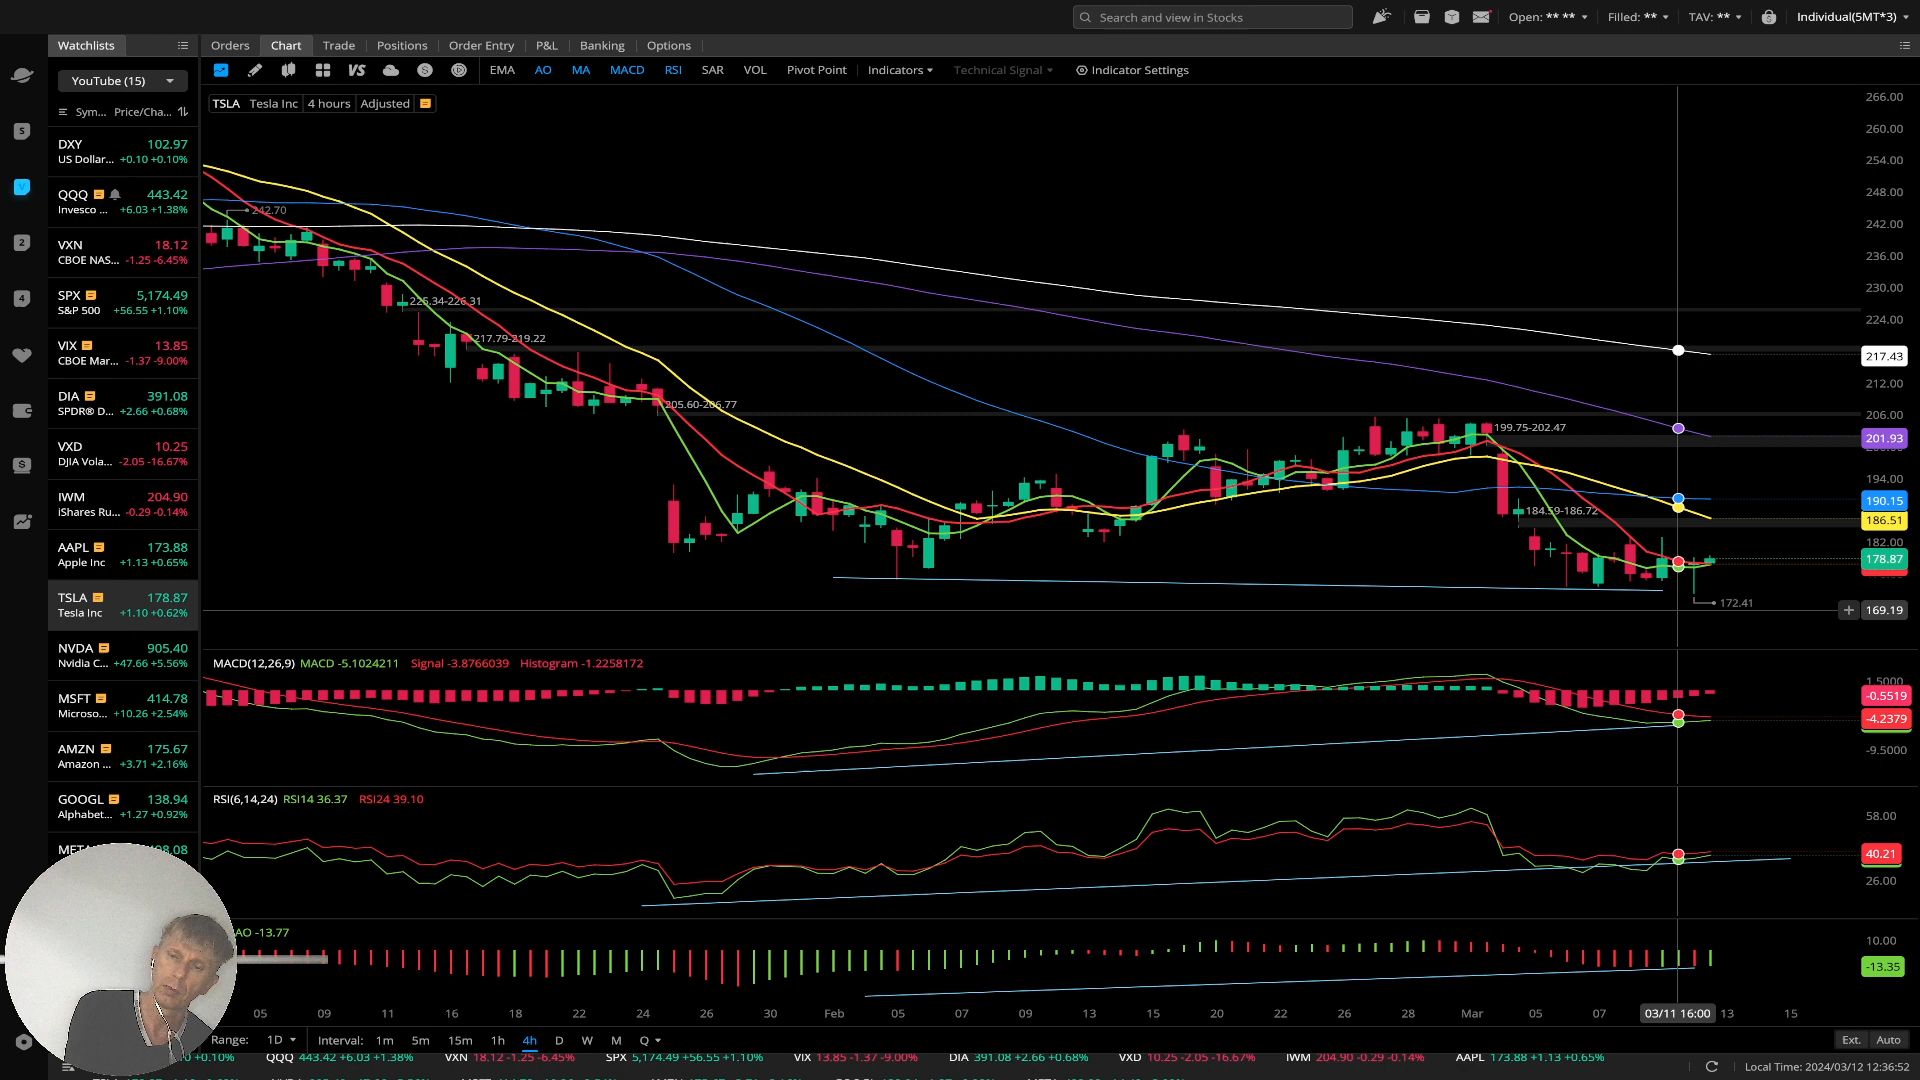 Search and view in Stocks
Open: ** **
Filled: **
TAV: **
Individual(5MT*3)
Watchlists
Orders Chart Trade Positions Order Entry P&L Banking Options
YouTube (15)
VS S EMA AO MA MACD RSI SAR VOL Pivot Point Indicators Technical Signal Indicator Settings
Sym... Price/Cha...
TSLA Tesla Inc 4 hours Adjusted
DXY 102.97
US Dollar... +0.10 +0.10%
QQQ 443.42
Invesco ... +6.03 +1.38%
VXN 18.12
CBOE NAS... -1.25 -6.45%
SPX 5,174.49
S&P 500 +56.55 +1.10%
VIX 13.85
CBOE Mar... -1.37 -9.00%
DIA 391.08
SPDR® D... +2.66 +0.68%
VXD 10.25
DJIA Vola... -2.05 -16.67%
IWM 204.90
iShares Ru... -0.29 -0.14%
AAPL 173.88
Apple Inc +1.13 +0.65%
TSLA 178.87
Tesla Inc +1.10 +0.62%
NVDA 905.40
Nvidia C... +47.66 +5.56%
MSFT 414.78
Microso... +10.26 +2.54%
AMZN 175.67
Amazon ... +3.71 +2.16%
GOOGL 138.94
Alphabet... +1.27 +0.92%
242.70
225.34-226.31
217.79-219.22
205.60-206.77
199.75-202.47
184.59-186.72
172.41
266.00
260.00
254.00
248.00
242.00
236.00
230.00
224.00
217.43
212.00
206.00
201.93
194.00
190.15
186.51
182.00
178.87
169.19
MACD(12,26,9) MACD -5.1024211 Signal -3.8766039 Histogram -1.2258172
1.5000
-0.5519
-4.2379
-9.5000
RSI(6,14,24) RSI14 36.37 RSI24 39.10
58.00
40.21
26.00
AO -13.77
10.00
-13.35
05 09 11 16 18 22 24 26 30 Feb 05 07 09 13 15 20 22 26 28 Mar 05 07 03/11 16:00 13 15
Range: 1D Interval: 1m 5m 15m 1h 4h D W M Q
Ext. Auto
+0.10% QQQ 443.42 +6.03 +1.38% VXN 18.12 -1.25 -6.45% SPX 5,174.49 +56.55 +1.10% VIX 13.85 -1.37 -9.00% DIA 391.08 +2.66 +0.68% VXD 10.25 -2.05 -16.67% IWM 204.90 -0.29 -0.14% AAPL 173.88 +1.13 +0.65%
Local Time: 2024/03/12 12:36:52